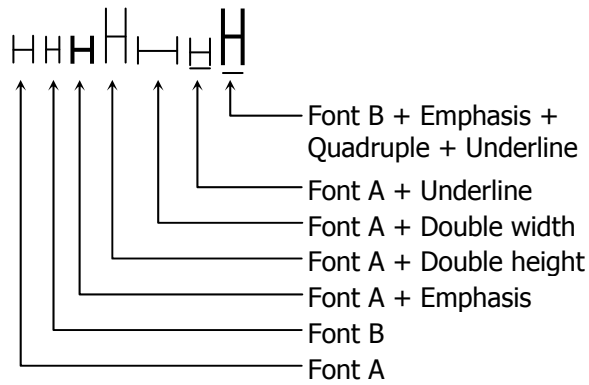 HHHHHHH
Font B + Emphasis +
Quadruple + Underline
Font A + Underline
Font A + Double width
Font A + Double height
Font A + Emphasis
Font B
Font A